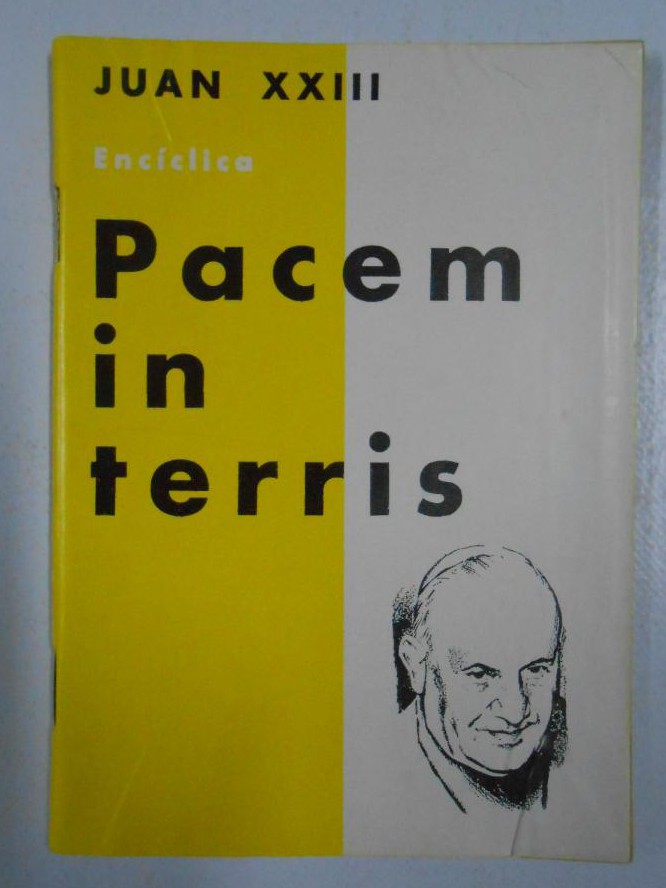 JUAN XXIII
Encíclica
Pacem
in
terris